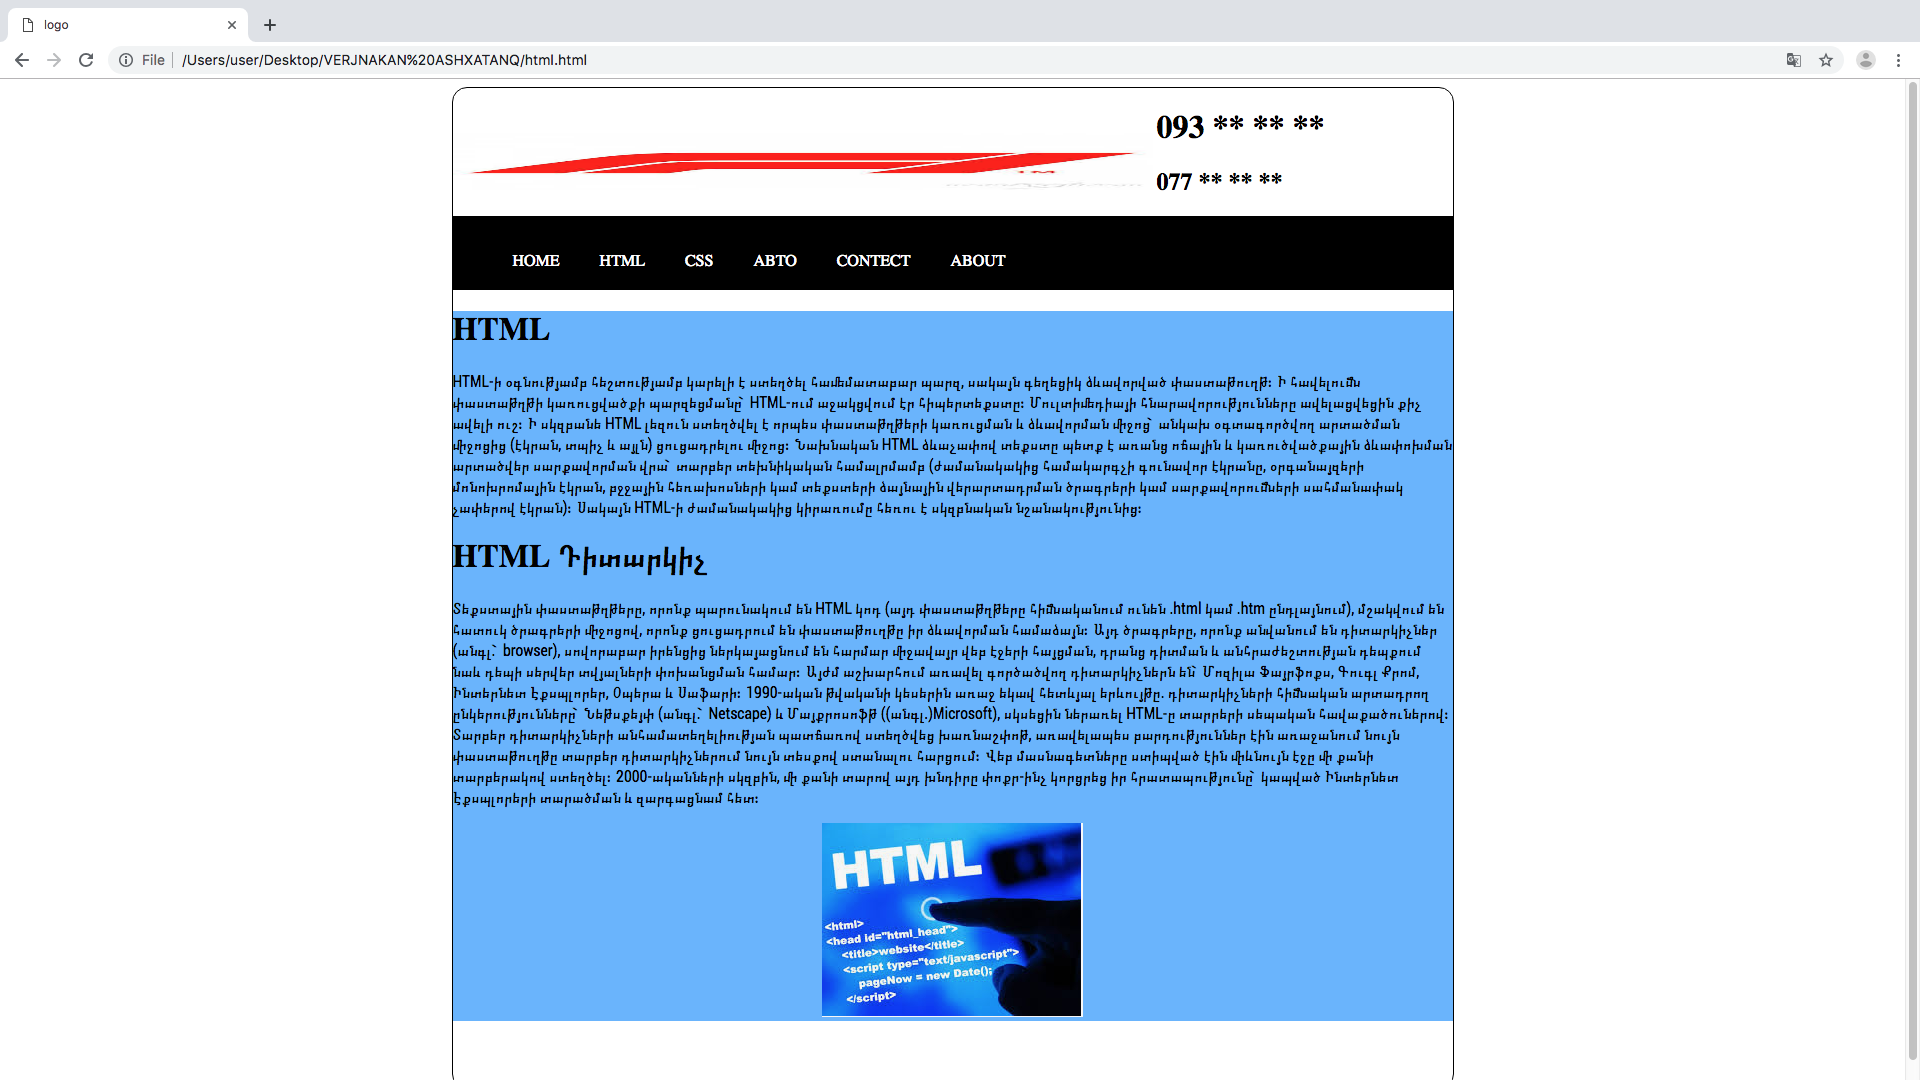 logo
File
/Users/user/Desktop/VERJNAKAN%20ASHXATANQ/html.html
093 ** ** **
077 ** ** **
HOME HTML CSS АВТО CONTECT ABOUT
HTML
HTML-ի օգնությամբ հեշտությամբ կարելի է ստեղծել համեմատաբար պարզ, սակայն գեղեցիկ ձևավորված փաստաթուղթ։ Ի հավելումն
փաստաթղթի կառուցվածքի պարզեցմանը՝ HTML-ում աջակցվում էր հիպերտեքստը։ Մուլտիմեդիայի հնարավորությունները ավելացվեցին քիչ
ավելի ուշ։ Ի սկզբանե HTML լեզուն ստեղծվել է որպես փաստաթղթերի կառուցման և ձևավորման միջոց՝ անկախ օգտագործվող արտածման
միջոցից (էկրան, տպիչ և այլն) ցուցադրելու միջոց։ Նախնական HTML ձևաչափով տեքստը պետք է առանց ոճային և կառուծվածքային ձևափոխման
արտածվեր սարքավորման վրա՝ տարբեր տեխնիկական համալրմամբ (ժամանակակից համակարգչի գունավոր էկրանը, օրգանայզերի
մոնոխրոմային էկրան, բջջային հեռախոսների կամ տեքստերի ձայնային վերարտադրման ծրագրերի կամ սարքավորումների սահմանափակ
չափերով էկրան)։ Սակայն HTML-ի ժամանակակից կիրառումը հեռու է սկզբնական նշանակությունից։
HTML Դիտարկիչ
Տեքստային փաստաթղթերը, որոնք պարունակում են HTML կոդ (այդ փաստաթղթերը հիմնականում ունեն .html կամ .htm ընդլայնում), մշակվում են
հատուկ ծրագրերի միջոցով, որոնք ցուցադրում են փաստաթուղթը իր ձևավորման համաձայն։ Այդ ծրագրերը, որոնք անվանում են դիտարկիչներ
(անգլ.՝ browser), սովորաբար իրենցից ներկայացնում են հարմար միջավայր վեբ էջերի հայցման, դրանց դիտման և անհրաժեշտության դեպքում
նաև դեպի սերվեր տվյալների փոխանցման համար։ Այժմ աշխարհում առավել գործածվող դիտարկիչներն են՝ Մոզիլա Ֆայրֆոքս, Գուգլ Քրոմ,
Ինտերնետ Էքսպլորեր, Օպերա և Սաֆարի։ 1990-ական թվականի կեսերին առաջ եկավ հետևյալ երևույթը. դիտարկիչների հիմնական արտադրող
ընկերությունները՝ Նեթսքեյփ (անգլ.՝ Netscape) և Մայքրոսոֆթ ((անգլ.)Microsoft), սկսեցին ներառել HTML-ը տարրերի սեպական հավաքածուներով։
Տարբեր դիտարկիչների անհամատեղելիության պատճառով ստեղծվեց խառնաշփոթ, առավելապես բարդություններ էին առաջանում նույն
փաստաթուղթը տարբեր դիտարկիչներում նույն տեսքով ստանալու հարցում։ Վեբ մասնագետները ստիպված էին միևնույն էջը մի քանի
տարբերակով ստեղծել։ 2000-ականների սկզբին, մի քանի տարով այդ խնդիրը փոքր-ինչ կորցրեց իր հրատապությունը՝ կապված Ինտերնետ
Էքսպլորերի տարածման և զարգացնամ հետ։
HTML
<html>
<head id="html_head">
<title>website</title>
<script type="text/javascript">
pageNow = new Date();
</script>